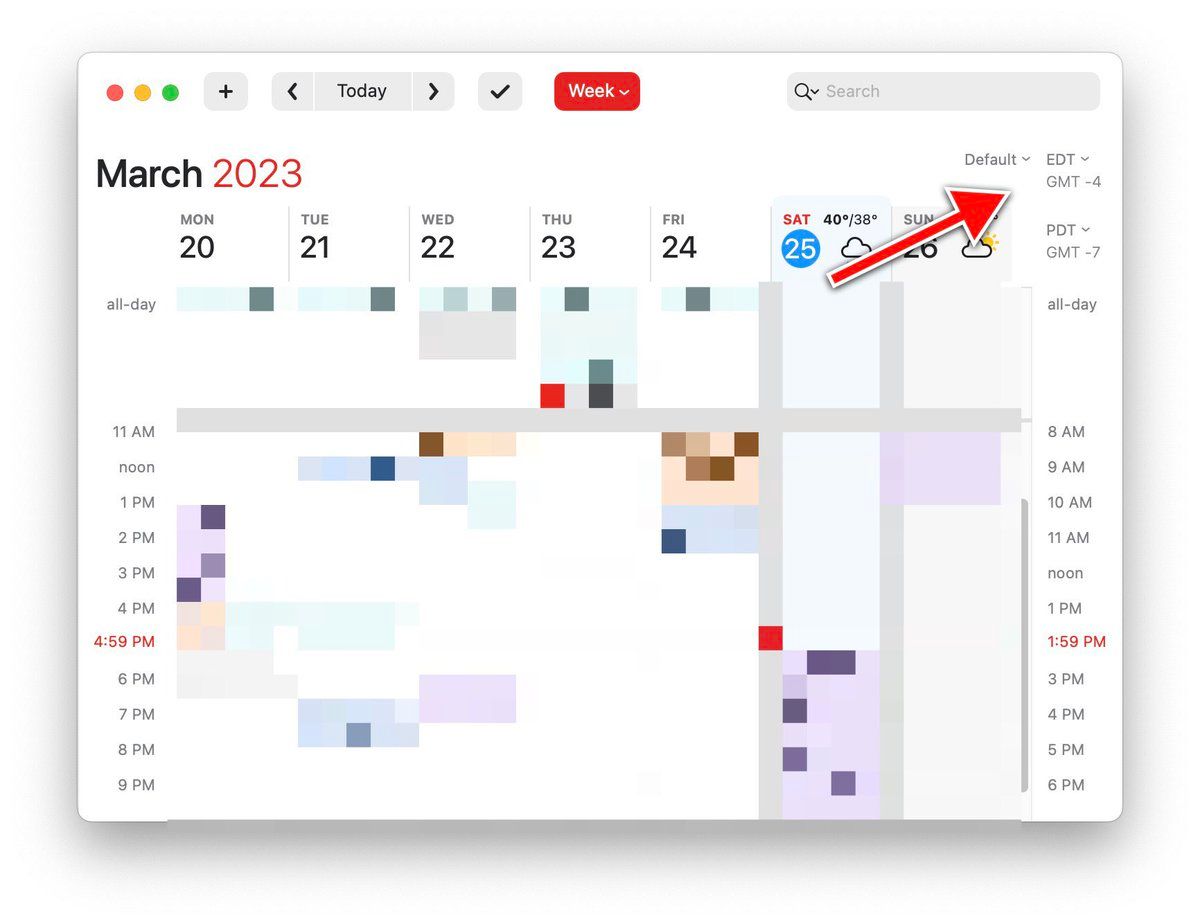 + Today Week Search
March 2023
Default EDT
GMT -4
PDT
GMT -7
MON TUE WED THU FRI SAT 40°/38° SUN
20 21 22 23 24 25 26
all-day all-day
11 AM 8 AM
noon 9 AM
1 PM 10 AM
2 PM 11 AM
3 PM noon
4 PM 1 PM
4:59 PM 1:59 PM
6 PM 3 PM
7 PM 4 PM
8 PM 5 PM
9 PM 6 PM